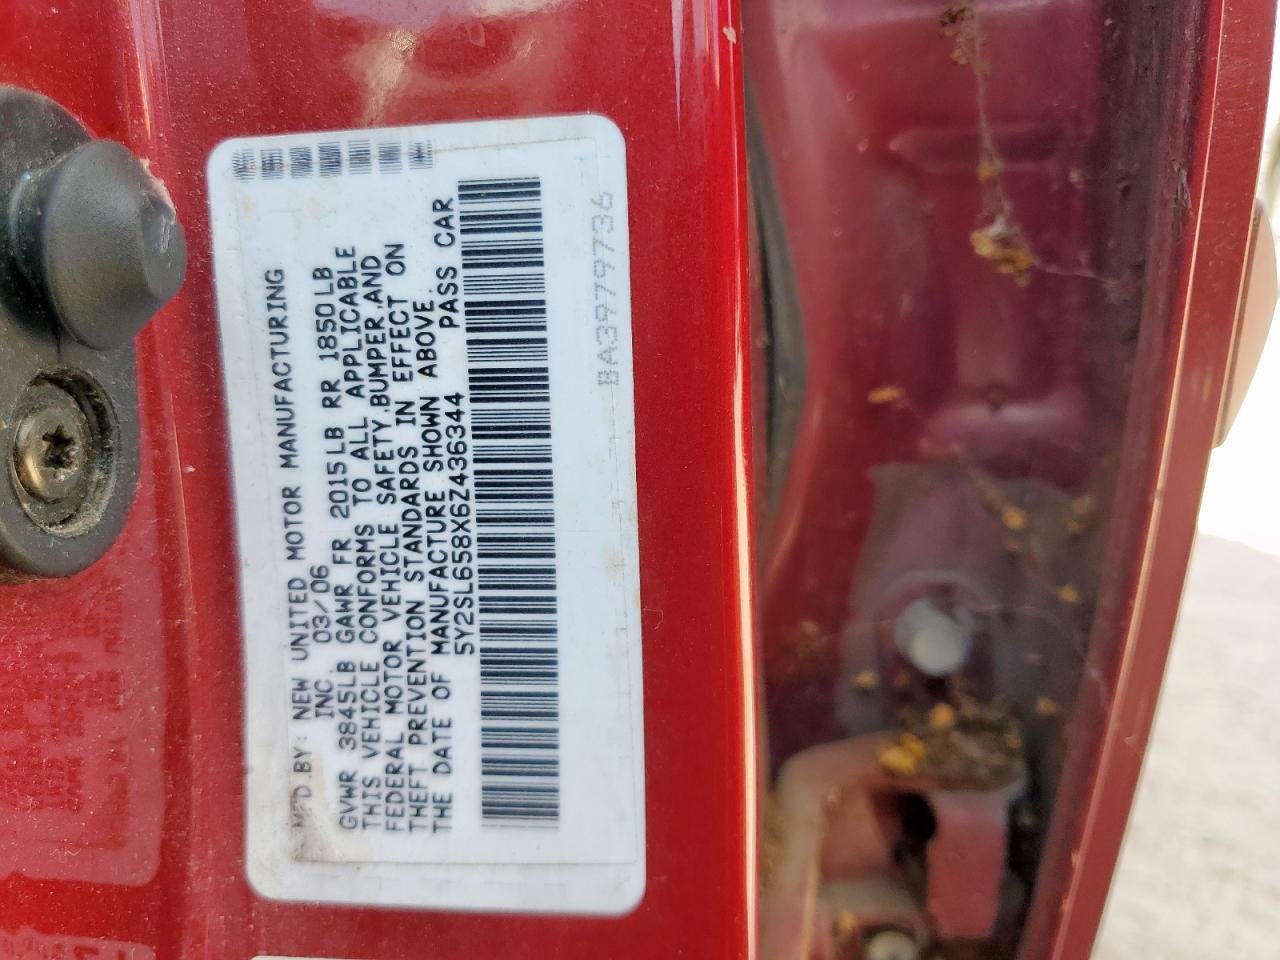 MFD BY: NEW UNITED MOTOR MANUFACTURING
INC 03/06
GVWR 3845LB GAWR FR 2015LB RR 1850LB
THIS VEHICLE CONFORMS TO ALL APPLICABLE
FEDERAL MOTOR VEHICLE SAFETY,BUMPER,AND
THEFT PREVENTION STANDARDS IN EFFECT ON
THE DATE OF MANUFACTURE SHOWN ABOVE.
5Y2SL658X6Z436344 PASS CAR
BA3979736